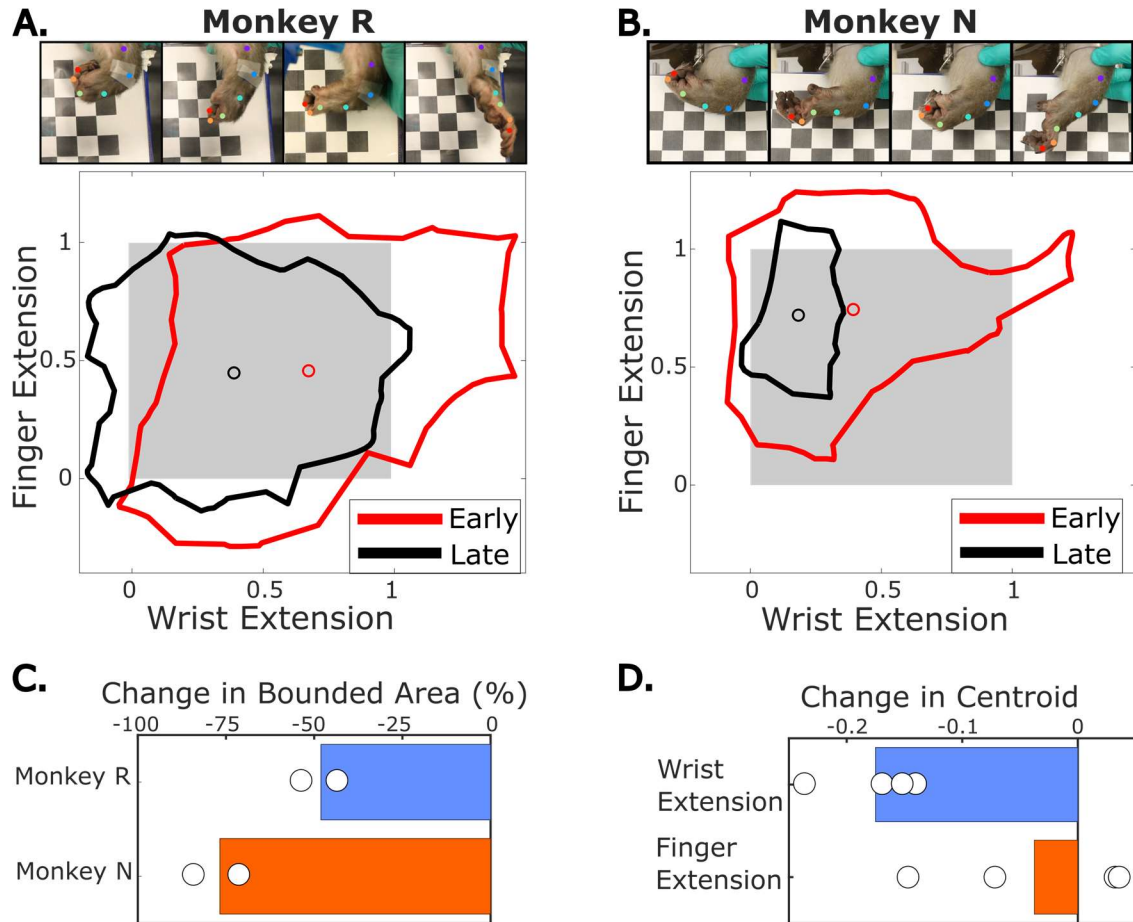 A.
Monkey R
B.
Monkey N
Finger Extension
1
0.5
0
0
0.5
1
Wrist Extension
Early
Late
Finger Extension
1
0.5
0
0
0.5
1
Wrist Extension
Early
Late
C.
Change in Bounded Area (%)
-100
-75
-50
-25
0
Monkey R
Monkey N
D.
Change in Centroid
-0.2
-0.1
0
Wrist
Extension
Finger
Extension